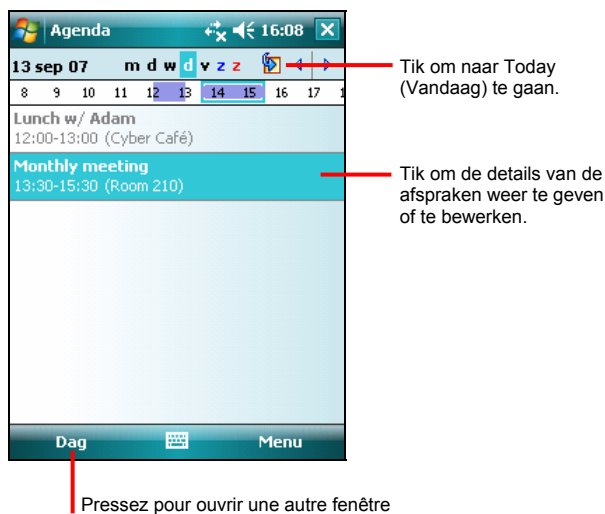 Agenda 16:08
13 sep 07 m d w d v z z
8 9 10 11 12 13 14 15 16 17 1
Lunch w/ Adam
12:00-13:00 (Cyber Café)
Monthly meeting
13:30-15:30 (Room 210)
Dag Menu
Tik om naar Today
(Vandaag) te gaan.
Tik om de details van de
afspraken weer te geven
of te bewerken.
Pressez pour ouvrir une autre fenêtre